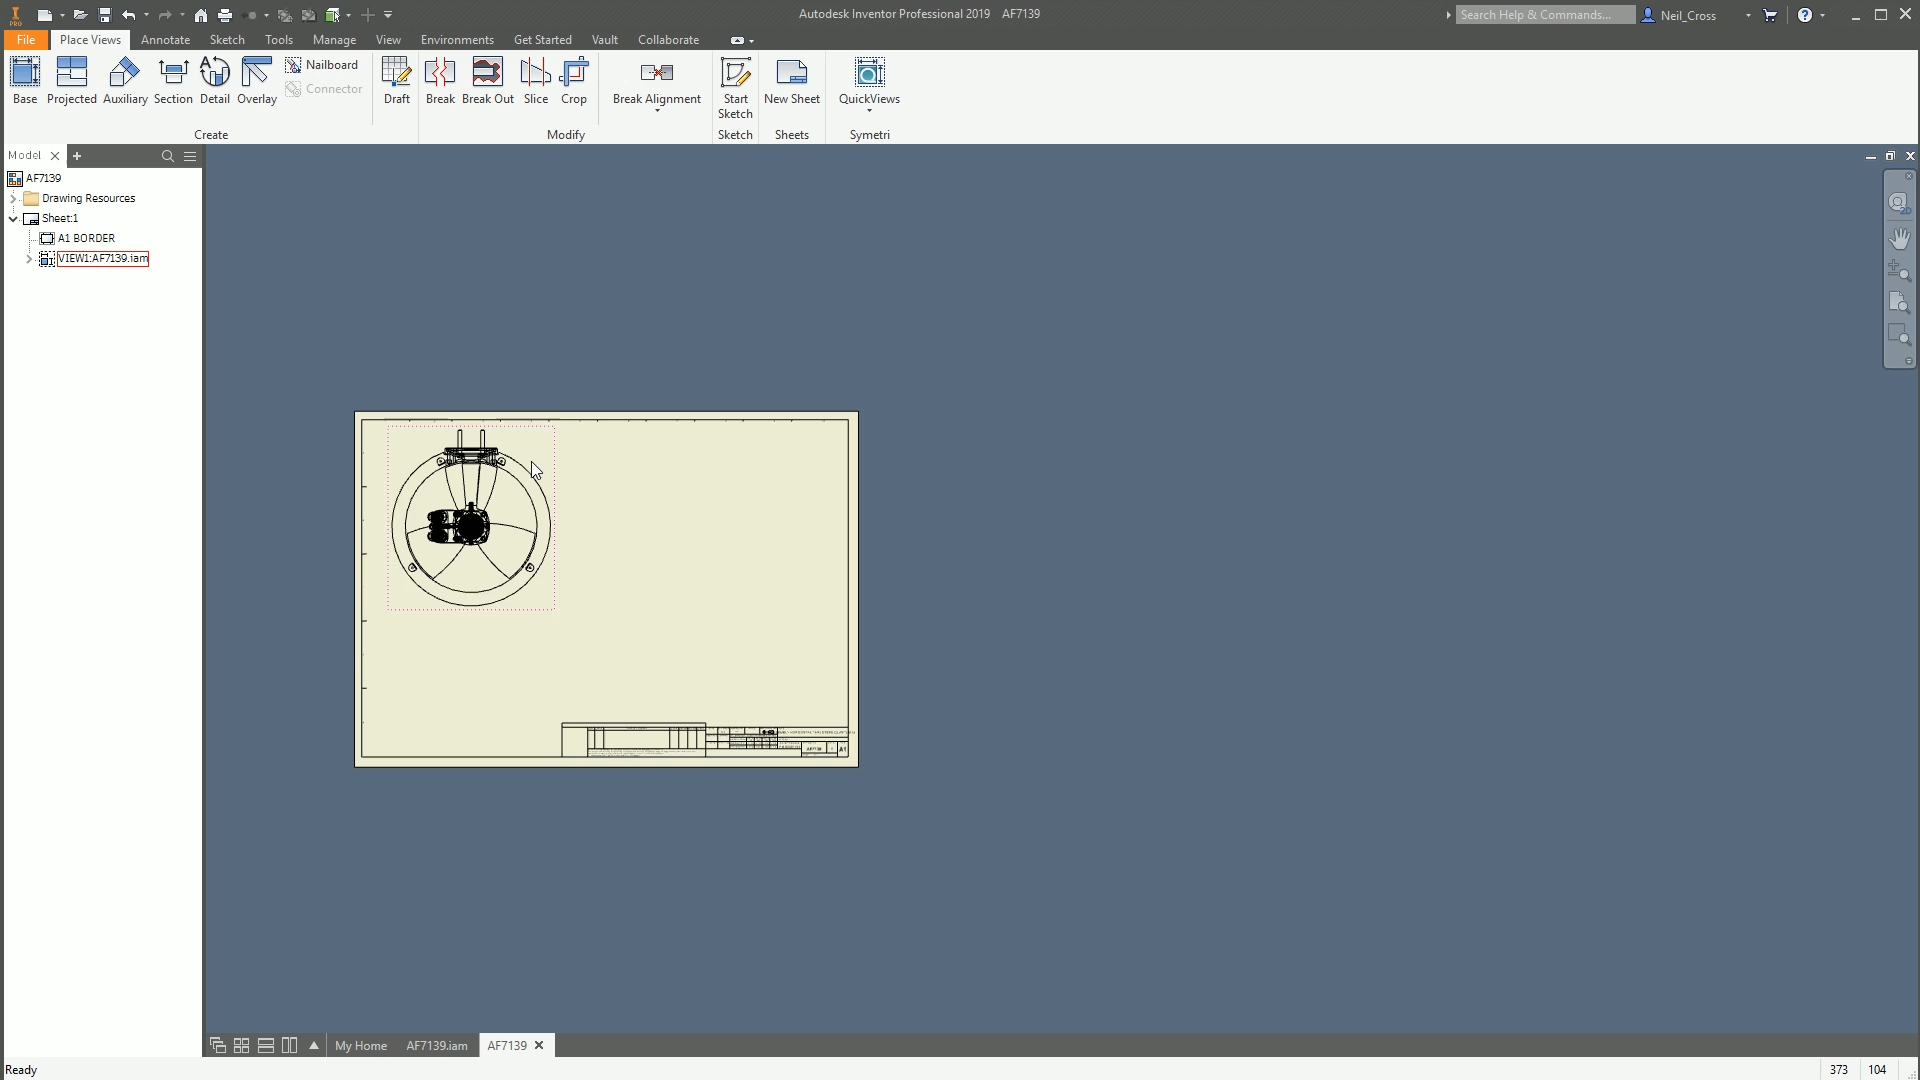 PRO
Autodesk Inventor Professional 2019 AF7139
Search Help & Commands...
Neil_Cross
File
Place Views
Annotate
Sketch
Tools
Manage
View
Environments
Get Started
Vault
Collaborate
Base
Projected
Auxiliary
Section
Detail
Overlay
Nailboard
Connector
Draft
Break
Break Out
Slice
Crop
Break Alignment
Start
Sketch
New Sheet
QuickViews
Create
Modify
Sketch
Sheets
Symetri
Model
AF7139
Drawing Resources
Sheet:1
A1 BORDER
VIEW1:AF7139.iam
2D
A1
My Home
AF7139.iam
AF7139
Ready
373
104